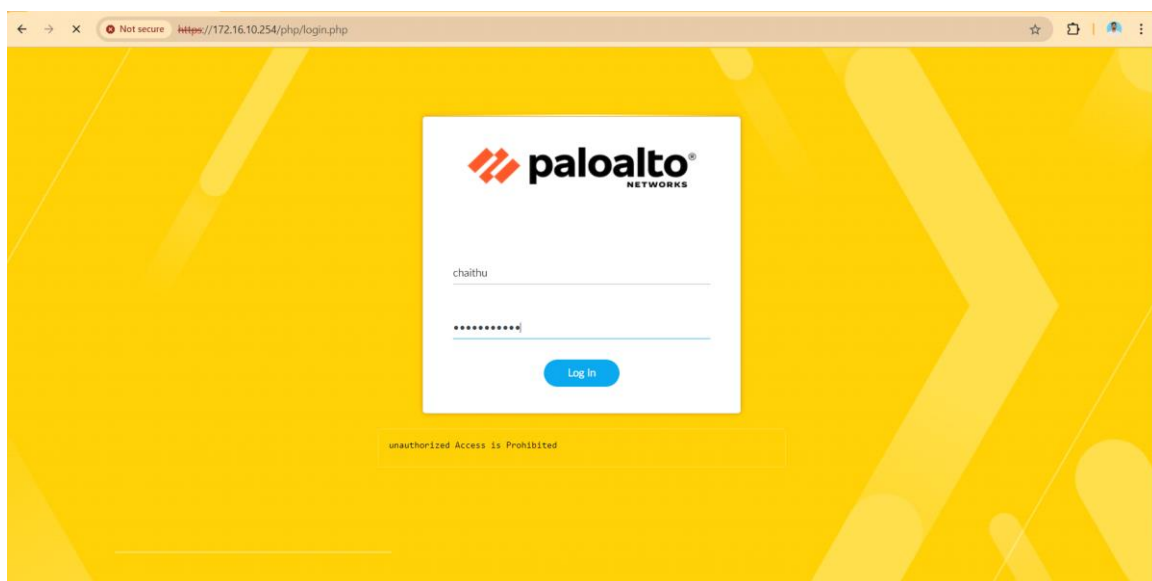 Not secure https://172.16.10.254/php/login.php
paloalto®
NETWORKS
chaithu
•••••••••••
Log In
unauthorized Access is Prohibited